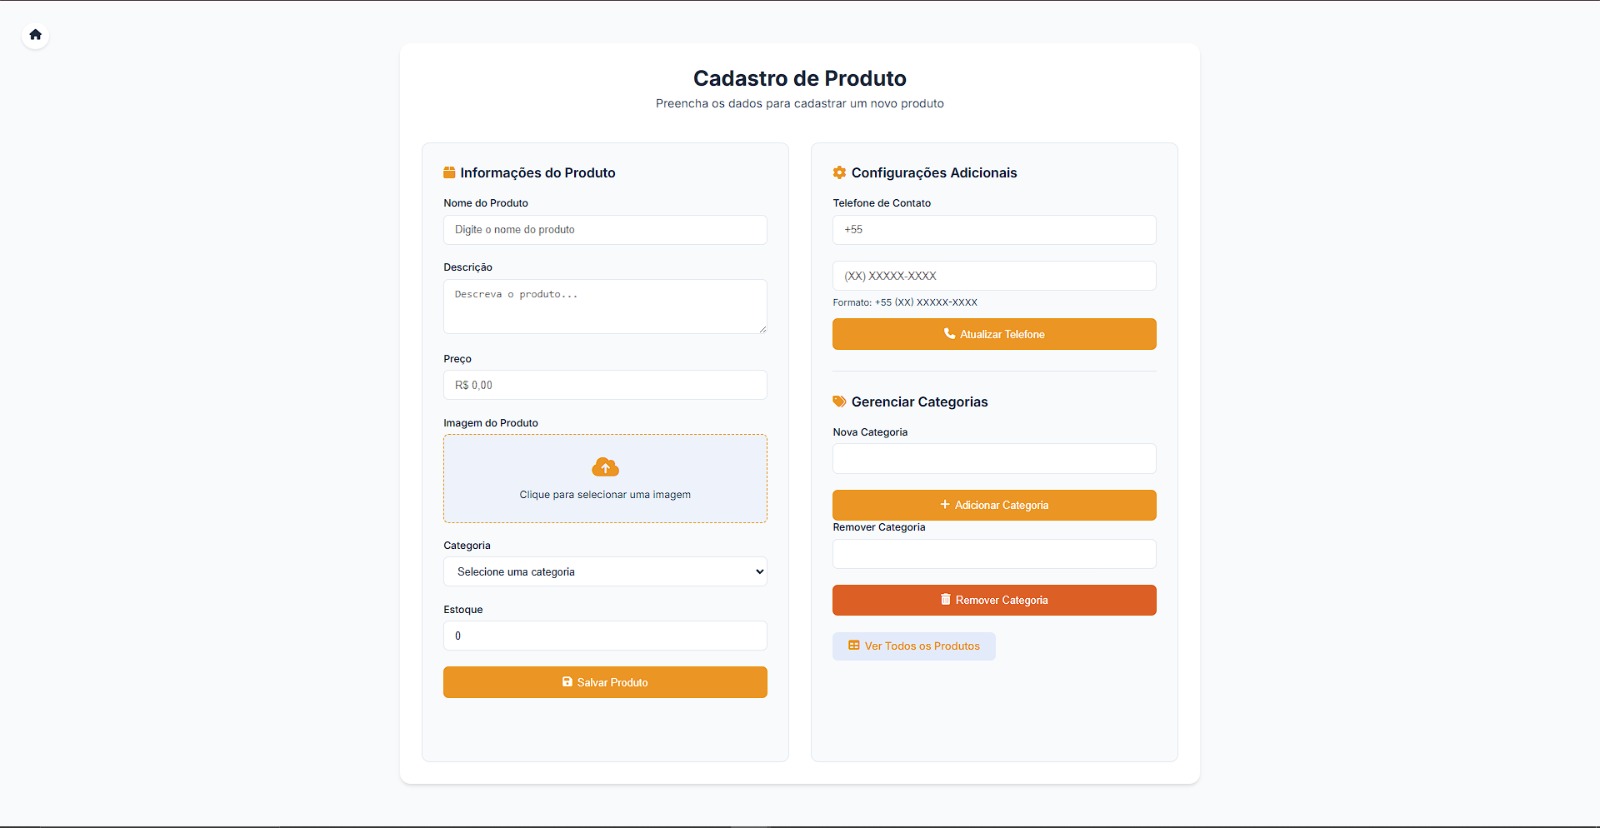 Cadastro de Produto
Preencha os dados para cadastrar um novo produto
Informações do Produto
Nome do Produto
Digite o nome do produto
Descrição
Descreva o produto...
Preço
R$ 0,00
Imagem do Produto
Clique para selecionar uma imagem
Categoria
Selecione uma categoria
Estoque
0
Salvar Produto
Configurações Adicionais
Telefone de Contato
+55
(XX) XXXXX-XXXX
Formato: +55 (XX) XXXXX-XXXX
Atualizar Telefone
Gerenciar Categorias
Nova Categoria
Adicionar Categoria
Remover Categoria
Remover Categoria
Ver Todos os Produtos